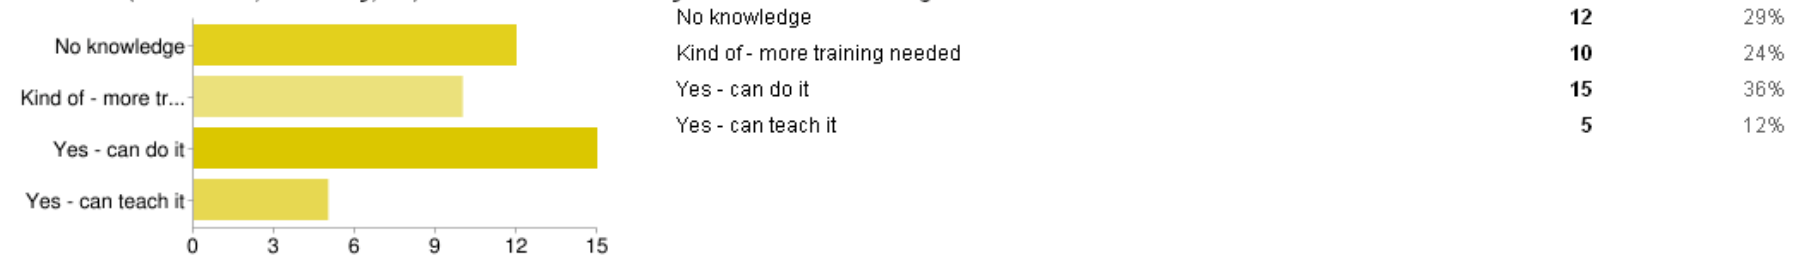 No knowledge
Kind of - more tr...
Yes - can do it
Yes - can teach it
0 3 6 9 12 15
No knowledge 12 29%
Kind of - more training needed 10 24%
Yes - can do it 15 36%
Yes - can teach it 5 12%